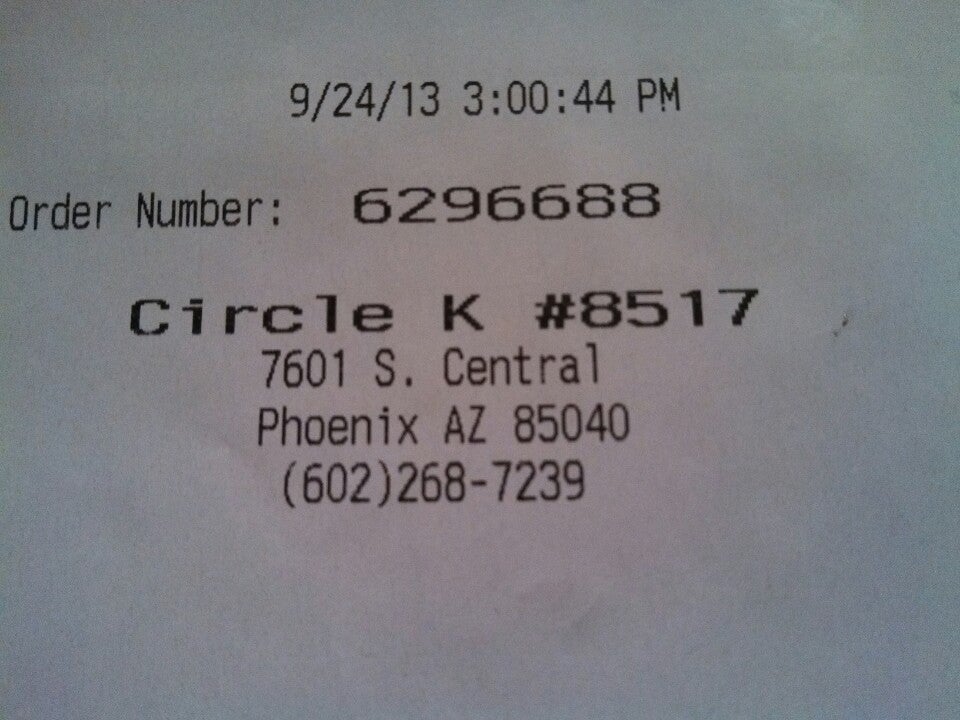 9/24/13 3:00:44 PM
Order Number: 6296688
Circle K #8517
7601 S. Central
Phoenix AZ 85040
(602)268-7239